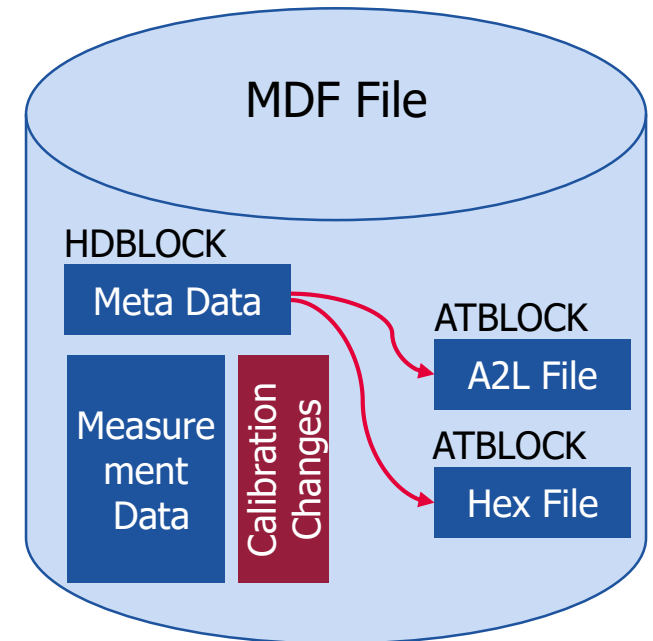 MDF File
HDBLOCK
Meta Data
ATBLOCK
A2L File
Measure
ment
Data
Calibration
Changes
ATBLOCK
Hex File